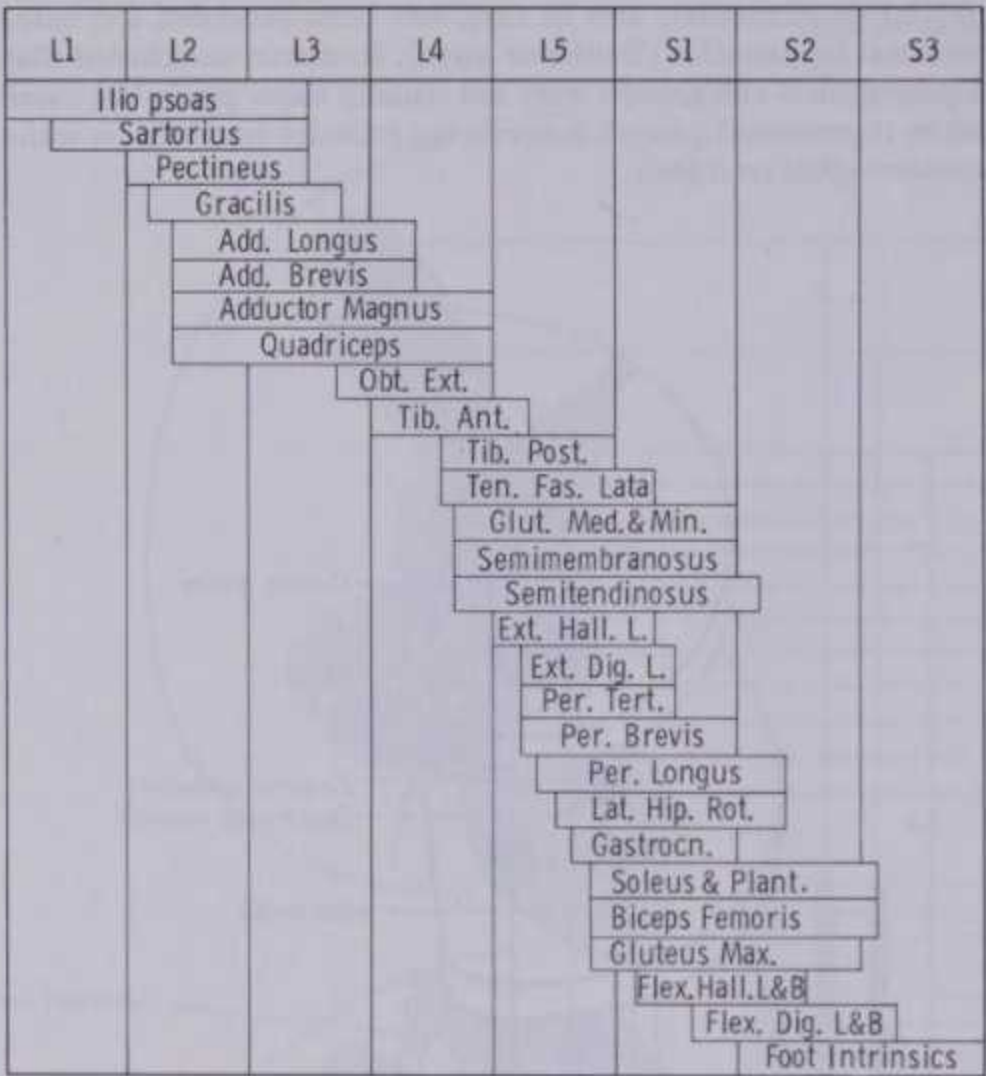 L1 L2 L3 L4 L5 S1 S2 S3
Ilio psoas
Sartorius
Pectineus
Gracilis
Add. Longus
Add. Brevis
Adductor Magnus
Quadriceps
Obt. Ext.
Tib. Ant.
Tib. Post.
Ten. Fas. Lata
Glut. Med.& Min.
Semimembranosus
Semitendinosus
Ext. Hall. L.
Ext. Dig. L.
Per. Tert.
Per. Brevis
Per. Longus
Lat. Hip. Rot.
Gastrocn.
Soleus & Plant.
Biceps Femoris
Gluteus Max.
Flex.Hall.L&B
Flex. Dig. L&B
Foot Intrinsics